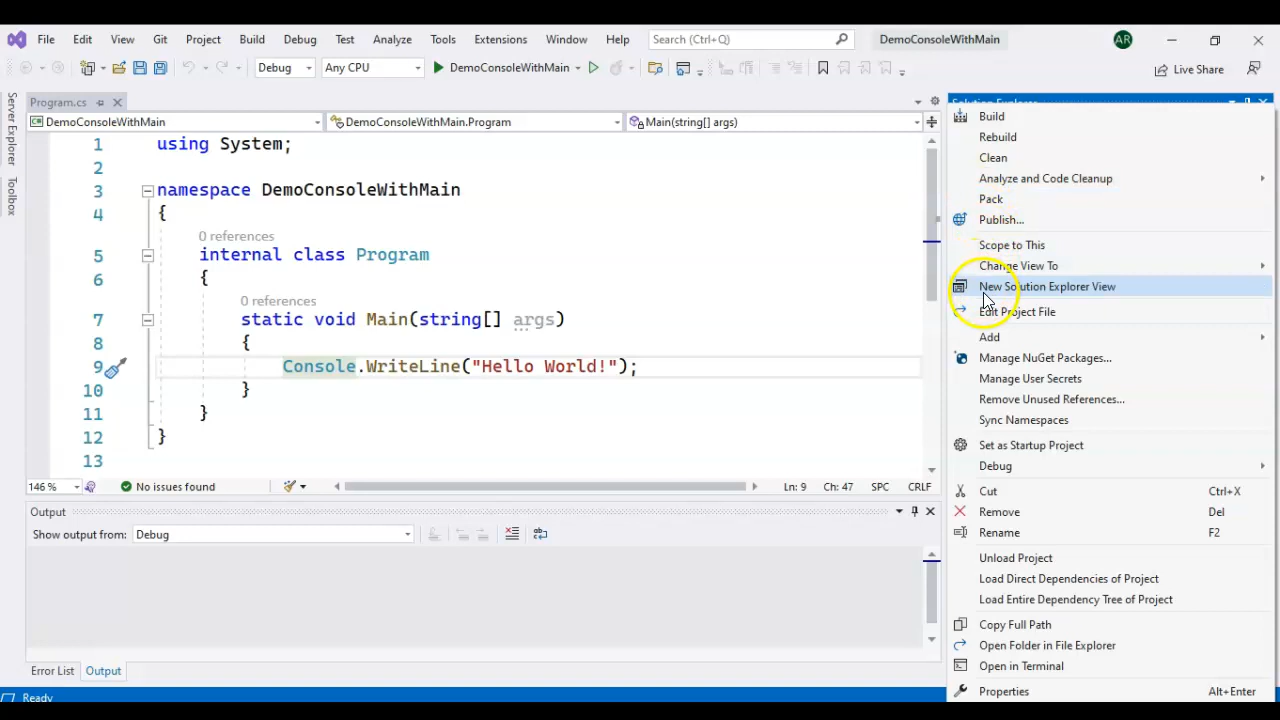 File Edit View Git Project Build Debug Test Analyze Tools Extensions Window Help Search (Ctrl+Q) DemoConsoleWithMain AR
Debug Any CPU DemoConsoleWithMain Live Share
Server Explorer
Toolbox
Program.cs
DemoConsoleWithMain DemoConsoleWithMain.Program Main(string[] args)
1 using System;
2
3 namespace DemoConsoleWithMain
4 {
0 references
5 internal class Program
6 {
0 references
7 static void Main(string[] args)
8 {
9 Console.WriteLine("Hello World!");
10 }
11 }
12 }
13
146 % No issues found Ln: 9 Ch: 47 SPC CRLF
Output
Show output from: Debug
Error List Output
Ready
Solution Explorer
Build
Rebuild
Clean
Analyze and Code Cleanup
Pack
Publish...
Scope to This
Change View To
New Solution Explorer View
Edit Project File
Add
Manage NuGet Packages...
Manage User Secrets
Remove Unused References...
Sync Namespaces
Set as Startup Project
Debug
Cut Ctrl+X
Remove Del
Rename F2
Unload Project
Load Direct Dependencies of Project
Load Entire Dependency Tree of Project
Copy Full Path
Open Folder in File Explorer
Open in Terminal
Properties Alt+Enter